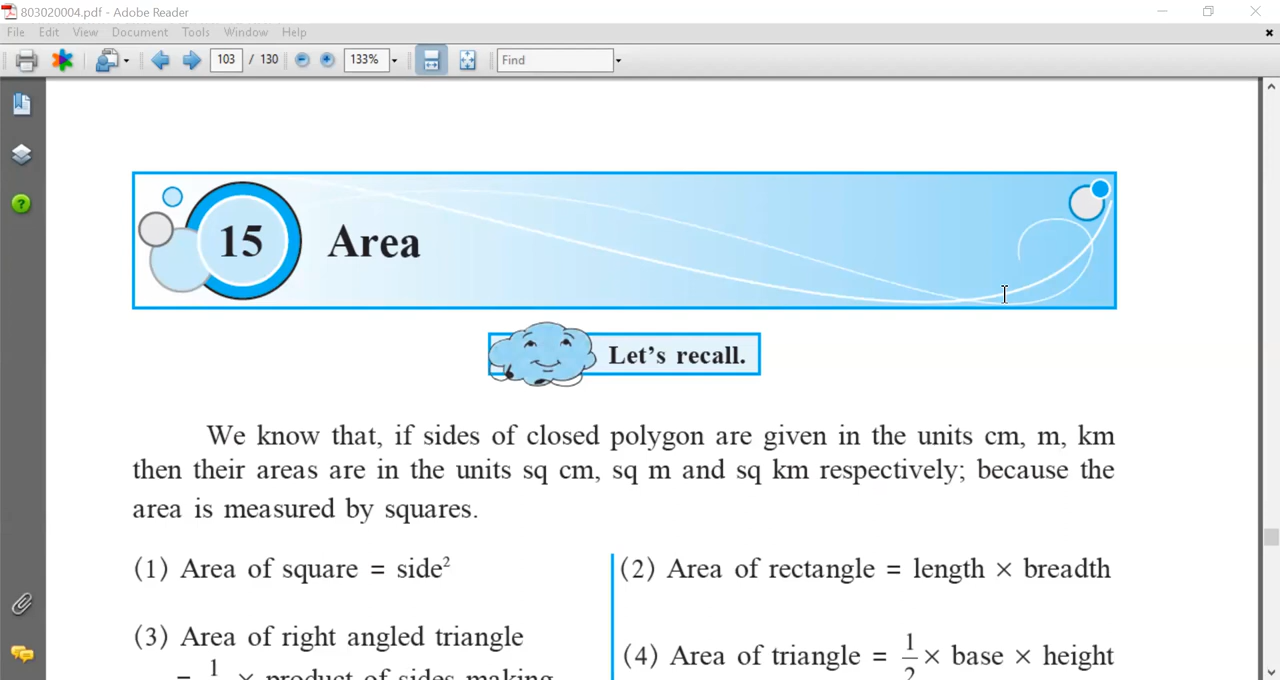 803020004.pdf - Adobe Reader
File Edit View Document Tools Window Help
103 / 130 133% Find
15 Area
Let's recall.
We know that, if sides of closed polygon are given in the units cm, m, km
then their areas are in the units sq cm, sq m and sq km respectively; because the
area is measured by squares.
(1) Area of square = side²
(2) Area of rectangle = length × breadth
(3) Area of right angled triangle
= 1 × product of sides making
(4) Area of triangle = 1/2 × base × height